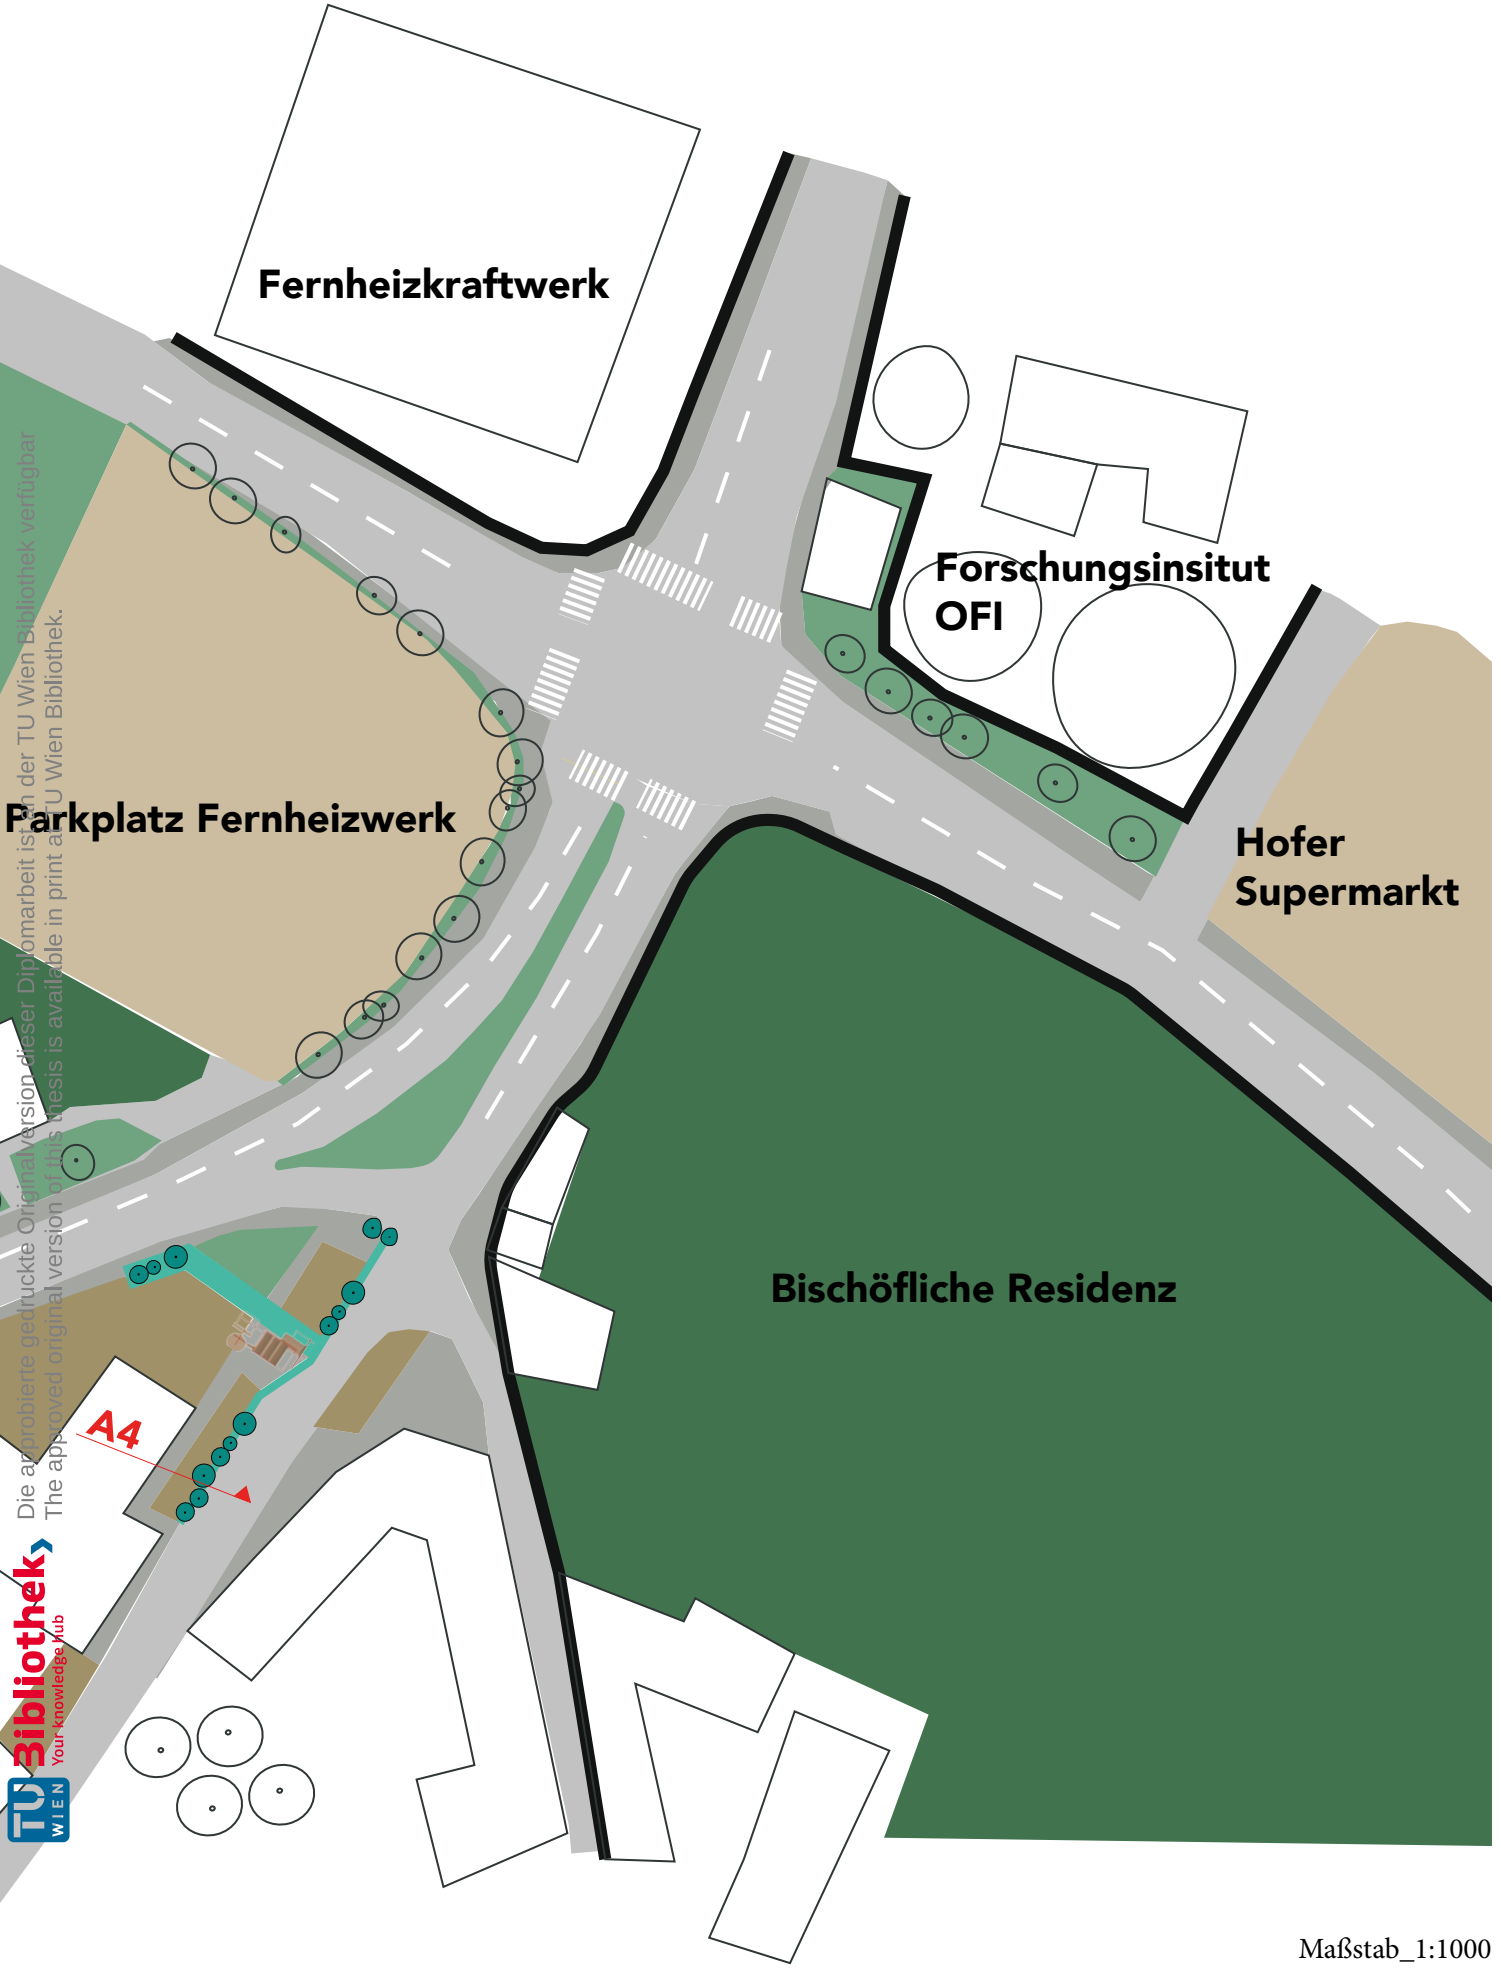 Fernheizkraftwerk
Forschungsinsitut
OFI
Parkplatz Fernheizwerk
Hofer
Supermarkt
Bischöfliche Residenz
A4
Maßstab_1:1000
Die approbierte gedruckte Originalversion dieser Diplomarbeit ist an der TU Wien Bibliothek verfügbar
The approved original version of this thesis is available in print at TU Wien Bibliothek.
TU WIEN Bibliothek
Your knowledge hub